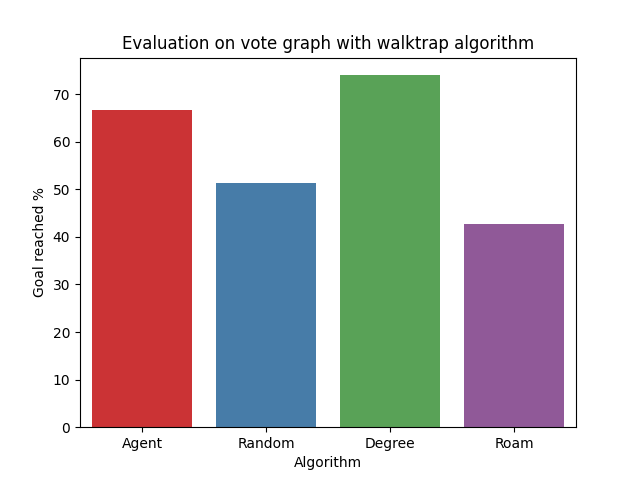 Evaluation on vote graph with walktrap algorithm
Goal reached %
70
60
50
40
30
20
10
0
Agent Random Degree Roam
Algorithm